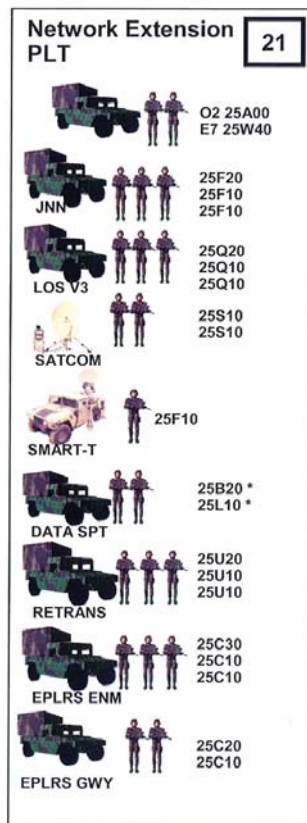 Network Extension
PLT
21
O2 25A00
E7 25W40
JNN
25F20
25F10
25F10
LOS V3
25Q20
25Q10
25Q10
SATCOM
25S10
25S10
SMART-T
25F10
DATA SPT
25B20 *
25L10 *
RETRANS
25U20
25U10
25U10
EPLRS ENM
25C30
25C10
25C10
EPLRS GWY
25C20
25C10